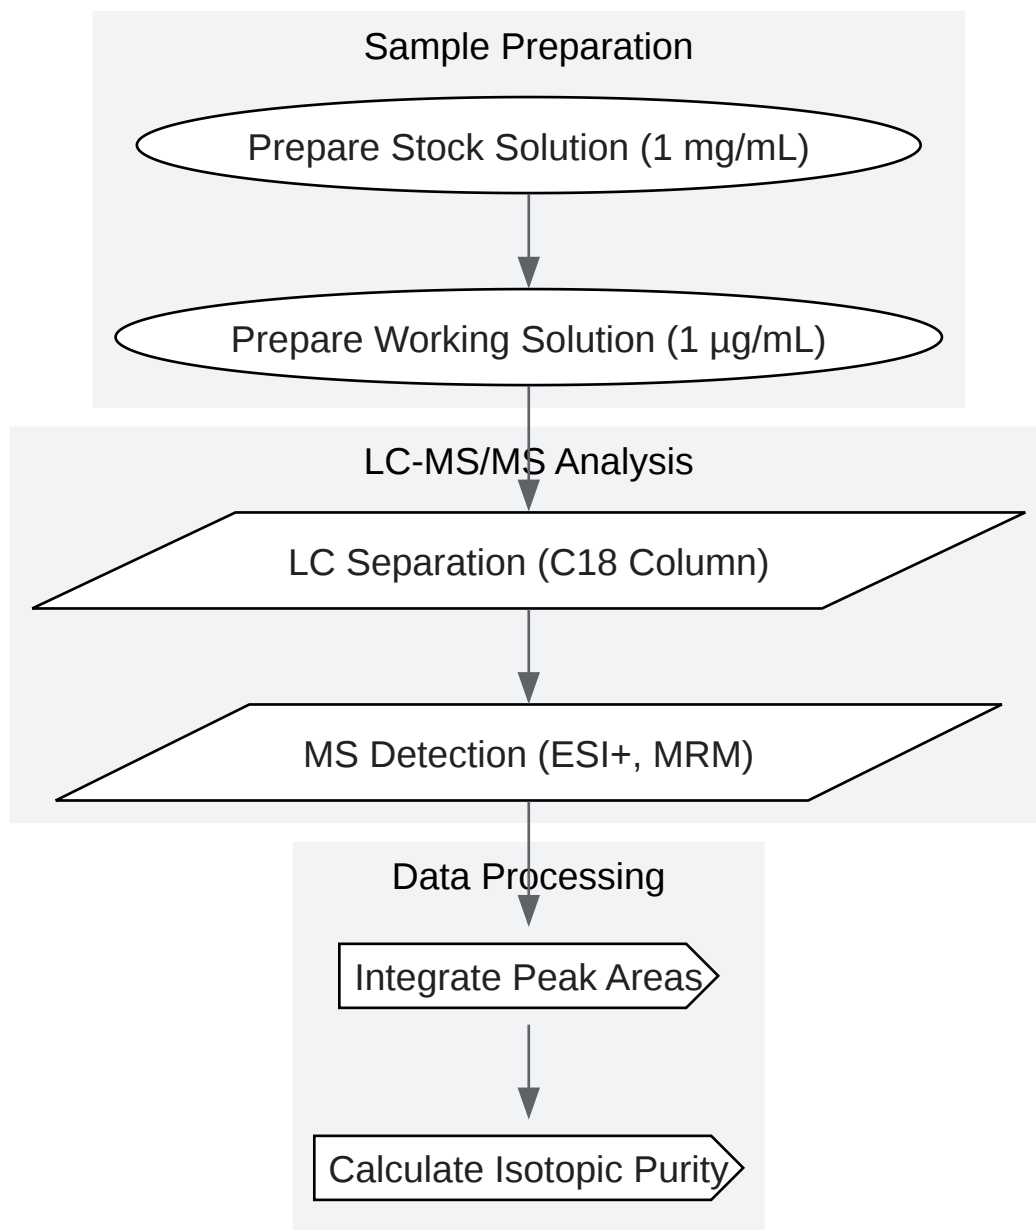 Sample Preparation
Prepare Stock Solution (1 mg/mL)
Prepare Working Solution (1 µg/mL)
LC-MS/MS Analysis
LC Separation (C18 Column)
MS Detection (ESI+, MRM)
Data Processing
Integrate Peak Areas
Calculate Isotopic Purity